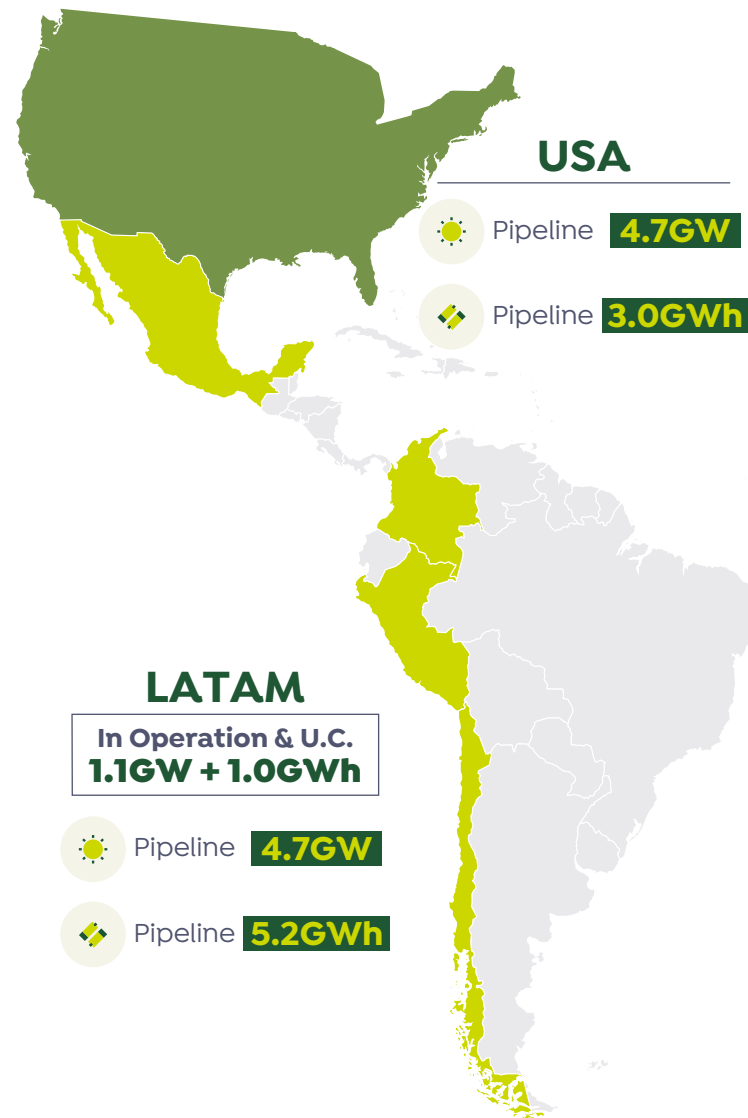 USA
Pipeline 4.7GW
Pipeline 3.0GWh
LATAM
In Operation & U.C.
1.1GW + 1.0GWh
Pipeline 4.7GW
Pipeline 5.2GWh